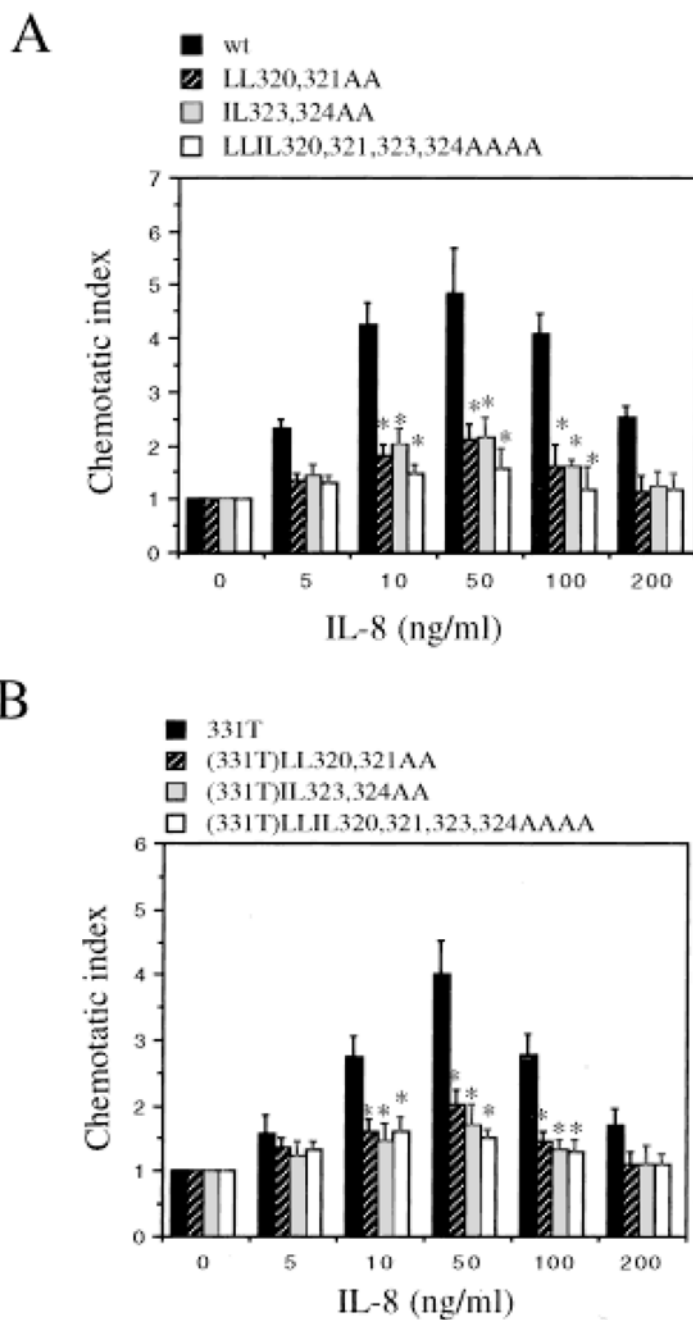 A
wt
LL320,321AA
IL323,324AA
LLIL320,321,323,324AAAA
7
6
5
4
3
2
1
0
Chemotatic index
* * *
* * *
* * *
0 5 10 50 100 200
IL-8 (ng/ml)
B
331T
(331T)LL320,321AA
(331T)IL323,324AA
(331T)LLIL320,321,323,324AAAA
6
5
4
3
2
1
0
Chemotatic index
* * *
* * *
* * *
0 5 10 50 100 200
IL-8 (ng/ml)